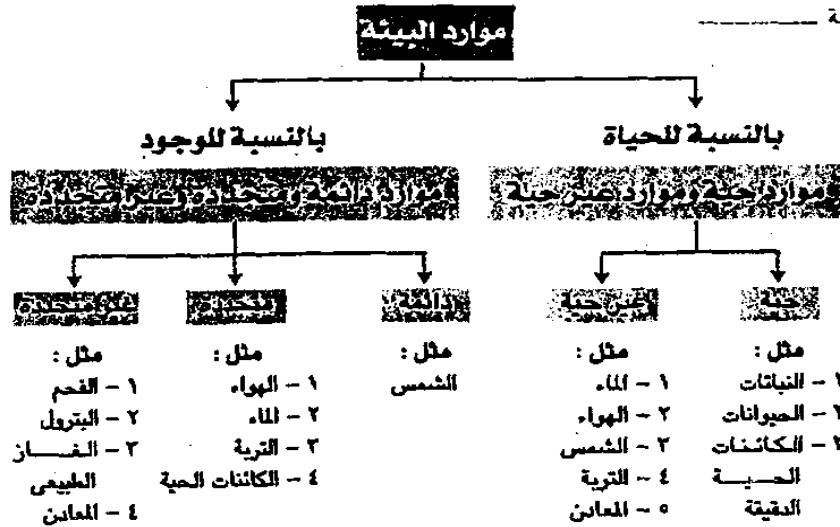 ة
موارد البيئة
بالنسبة للحياة
موارد حية وموارد غير حية
حية
مثل :
١ – النباتات
٢ – الحيوانات
٣ – الكائنات
الحيــة
الدقيقة
غير حية
مثل :
١ – الماء
٢ – الهواء
٣ – الشمس
٤ – التربة
٥ – المعادن
بالنسبة للوجود
موارد دائمة ومتجددة وغير متجددة
دائمة
مثل :
الشمس
متجددة
مثل :
١ – الهواء
٢ – الماء
٣ – التربة
٤ – الكائنات الحية
غير متجددة
مثل :
١ – الفحم
٢ – البترول
٣ – الغــاز
الطبيعى
٤ – المعادن